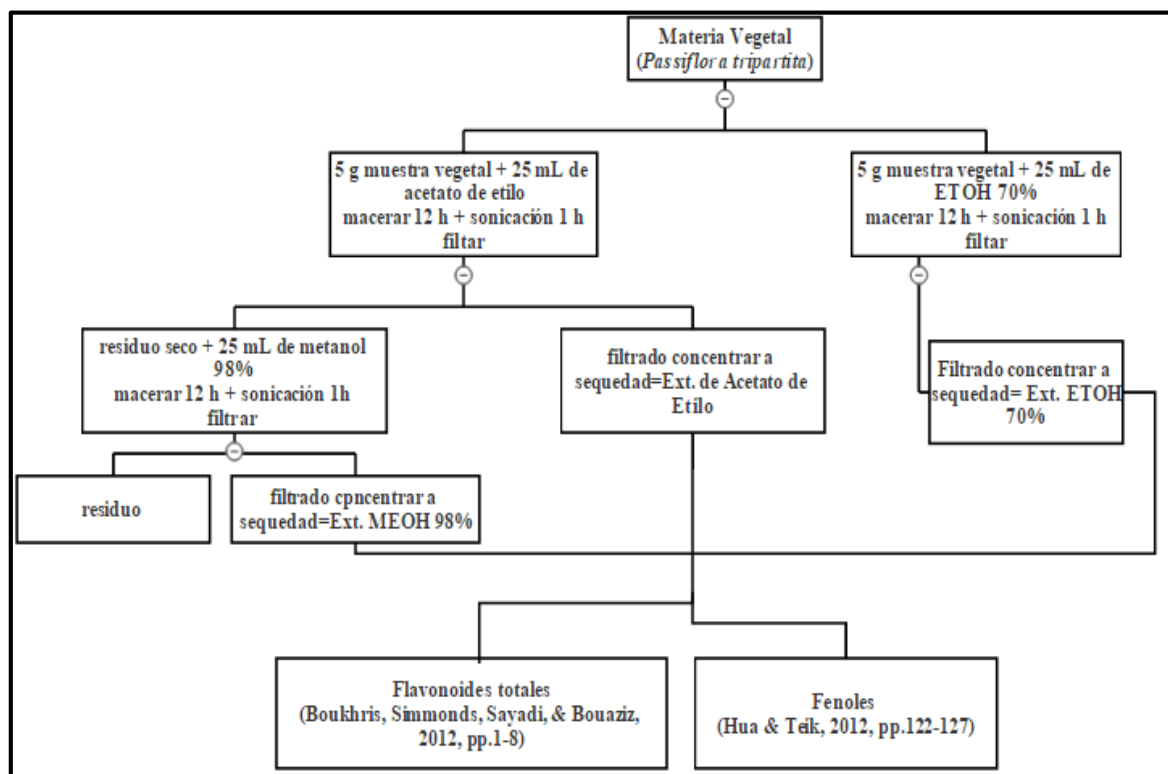 Materia Vegetal
(Passiflora tripartita)
5 g muestra vegetal + 25 mL de
acetato de etilo
macerar 12 h + sonicación 1 h
filtar
5 g muestra vegetal + 25 mL de
ETOH 70%
macerar 12 h + sonicación 1 h
filtar
residuo seco + 25 mL de metanol
98%
macerar 12 h + sonicación 1h
filtrar
filtrado concentrar a
sequedad=Ext. de Acetato de
Etilo
Filtrado concentrar a
sequedad= Ext. ETOH
70%
residuo
filtrado cpncentrar a
sequedad=Ext. MEOH 98%
Flavonoides totales
(Boukhris, Simmonds, Sayadi, & Bouaziz,
2012, pp.1-8)
Fenoles
(Hua & Teik, 2012, pp.122-127)